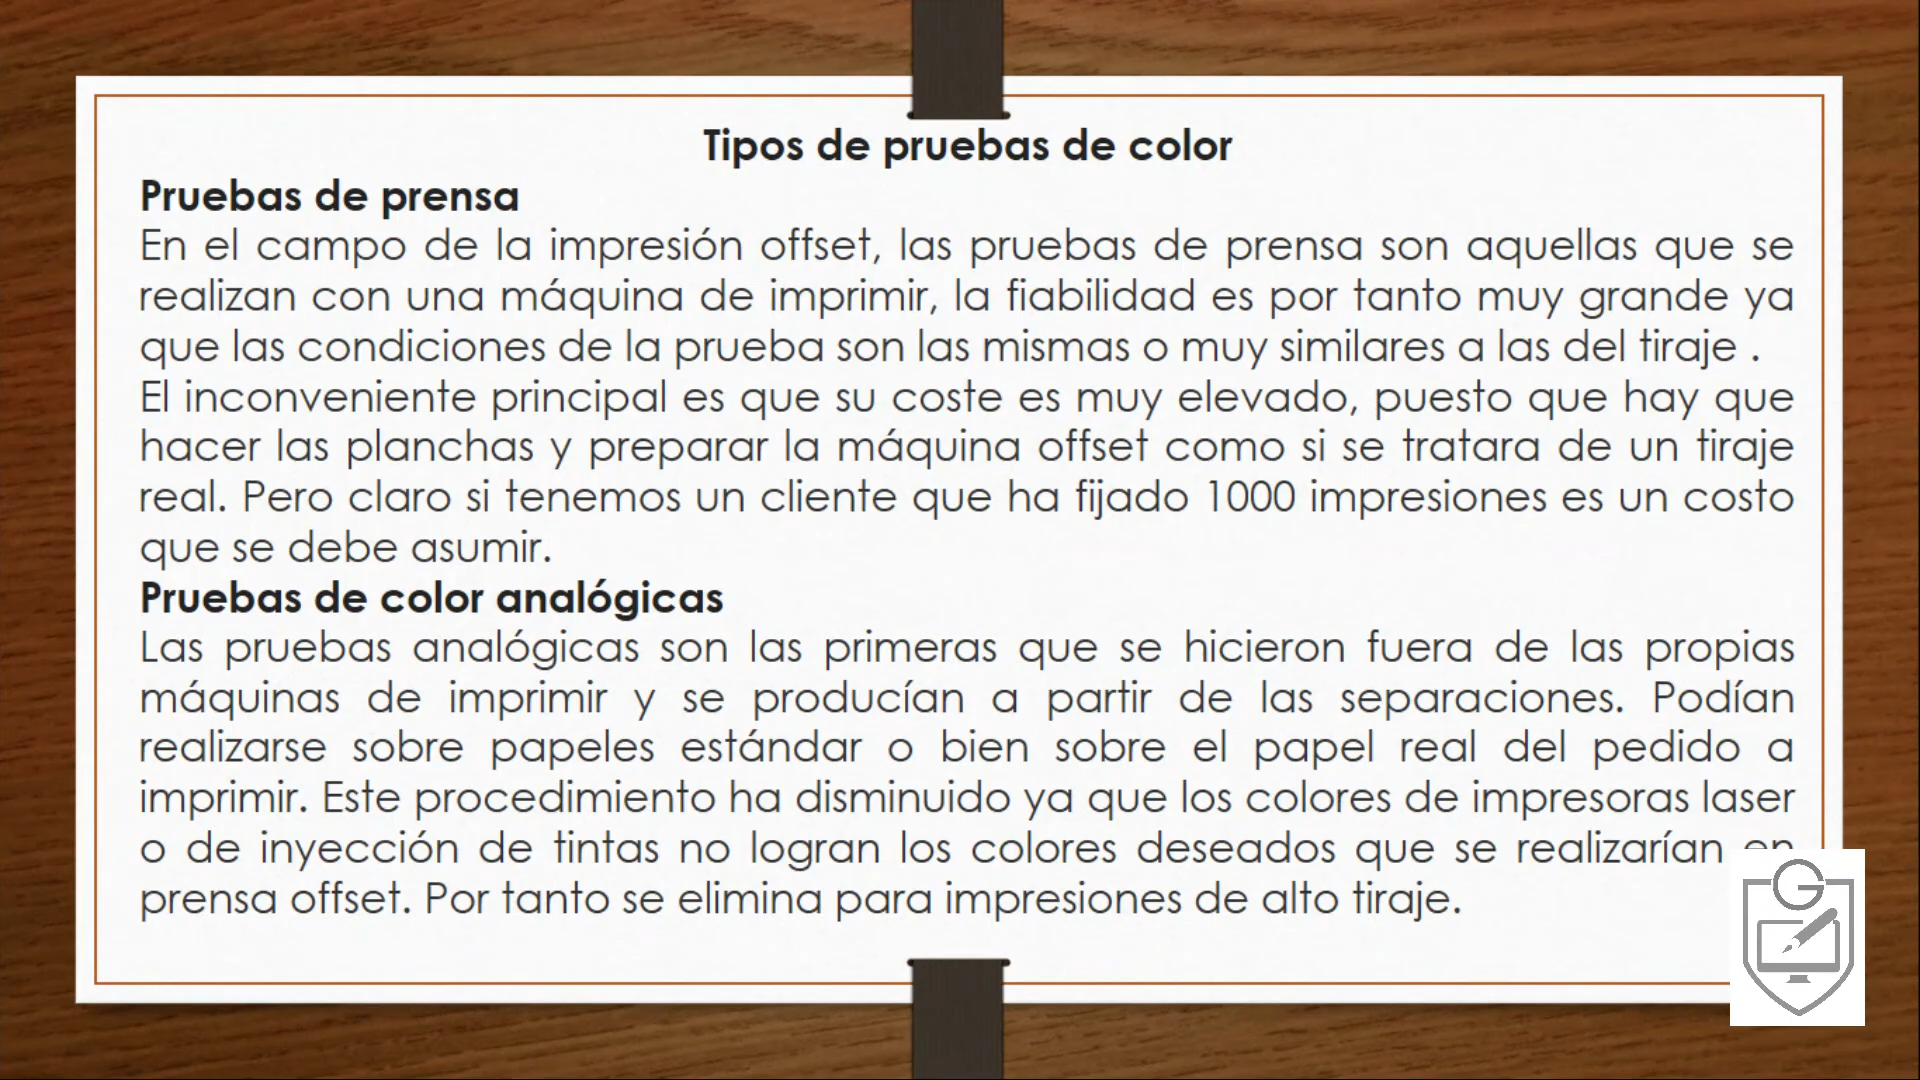 Tipos de pruebas de color
Pruebas de prensa
En el campo de la impresión offset, las pruebas de prensa son aquellas que se
realizan con una máquina de imprimir, la fiabilidad es por tanto muy grande ya
que las condiciones de la prueba son las mismas o muy similares a las del tiraje .
El inconveniente principal es que su coste es muy elevado, puesto que hay que
hacer las planchas y preparar la máquina offset como si se tratara de un tiraje
real. Pero claro si tenemos un cliente que ha fijado 1000 impresiones es un costo
que se debe asumir.
Pruebas de color analógicas
Las pruebas analógicas son las primeras que se hicieron fuera de las propias
máquinas de imprimir y se producían a partir de las separaciones. Podían
realizarse sobre papeles estándar o bien sobre el papel real del pedido a
imprimir. Este procedimiento ha disminuido ya que los colores de impresoras laser
o de inyección de tintas no logran los colores deseados que se realizarían en
prensa offset. Por tanto se elimina para impresiones de alto tiraje.
G